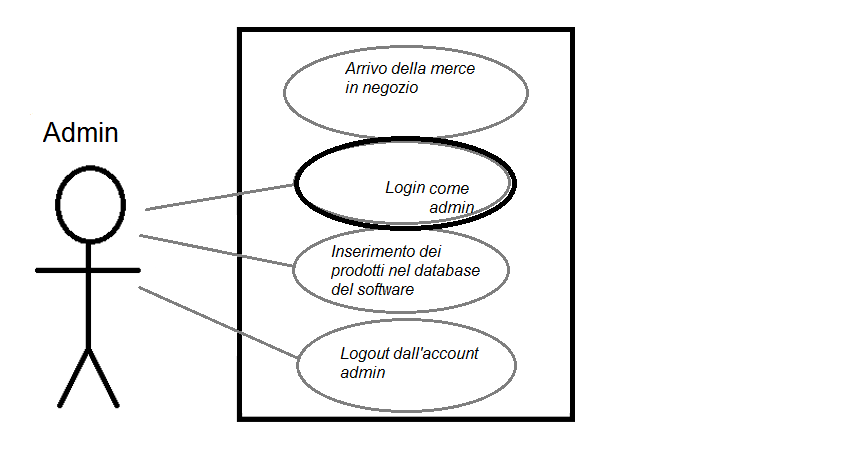 Admin
Arrivo della merce
in negozio
Login come
admin
Inserimento dei
prodotti nel database
del software
Logout dall'account
admin